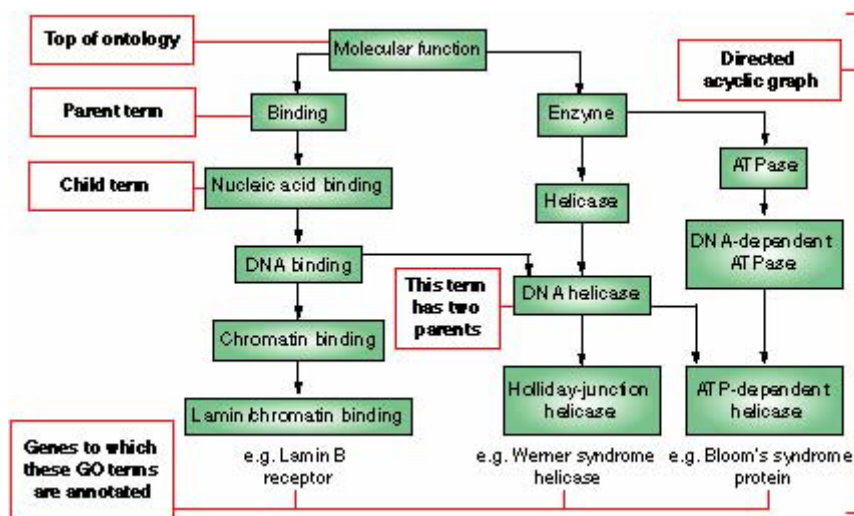 Top of ontology
Molecular function
Directed
acyclic graph
Parent term
Binding
Enzyme
ATPase
Child term
Nucleic acid binding
Helicase
DNA-dependent
ATPase
DNA binding
This term
has two
parents
DNA helicase
Chromatin binding
Holliday-junction
helicase
ATP-dependent
helicase
Lamin/chromatin binding
Genes to which
these GO terms
are annotated
e.g. Lamin B
receptor
e.g. Werner syndrome
helicase
e.g. Bloom's syndrome
protein